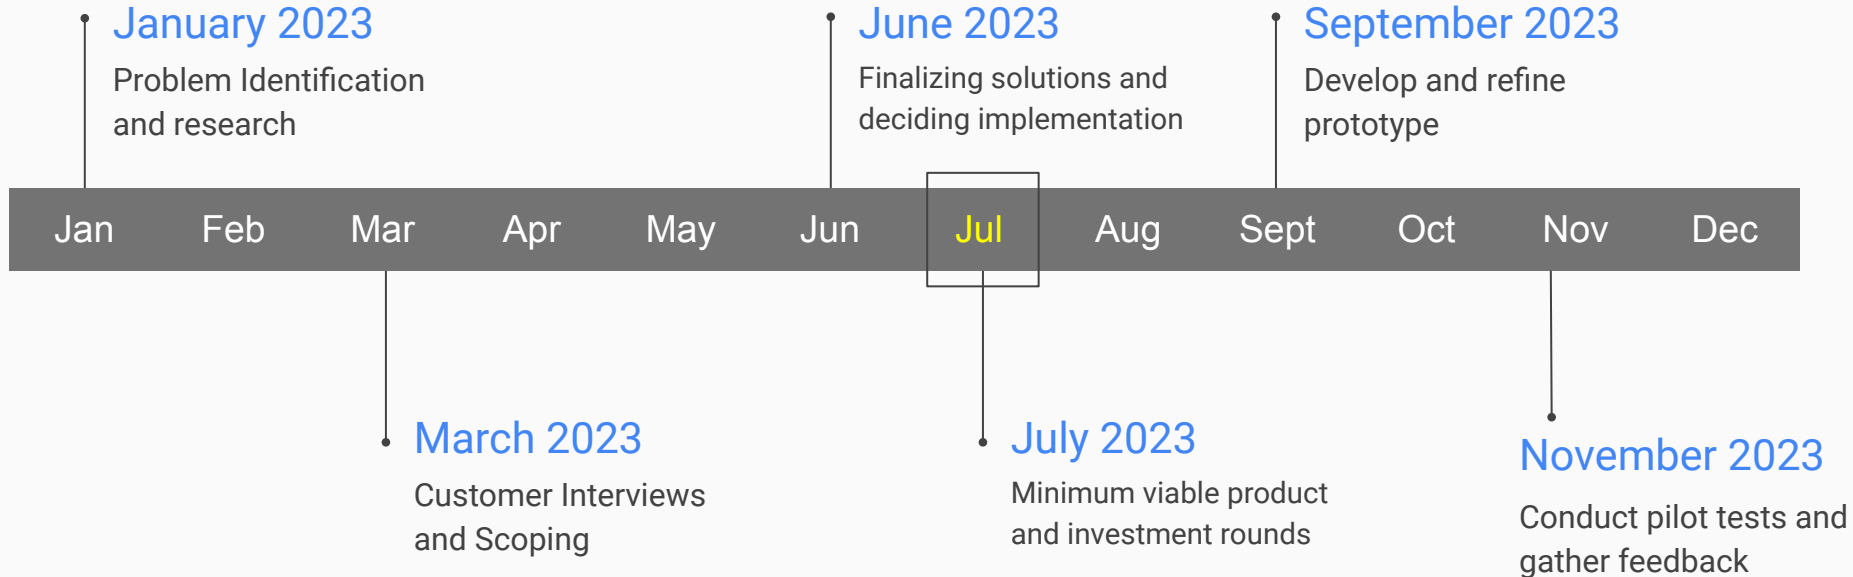 January 2023
Problem Identification
and research
June 2023
Finalizing solutions and
deciding implementation
September 2023
Develop and refine
prototype
Jan Feb Mar Apr May Jun Jul Aug Sept Oct Nov Dec
March 2023
Customer Interviews
and Scoping
July 2023
Minimum viable product
and investment rounds
November 2023
Conduct pilot tests and
gather feedback